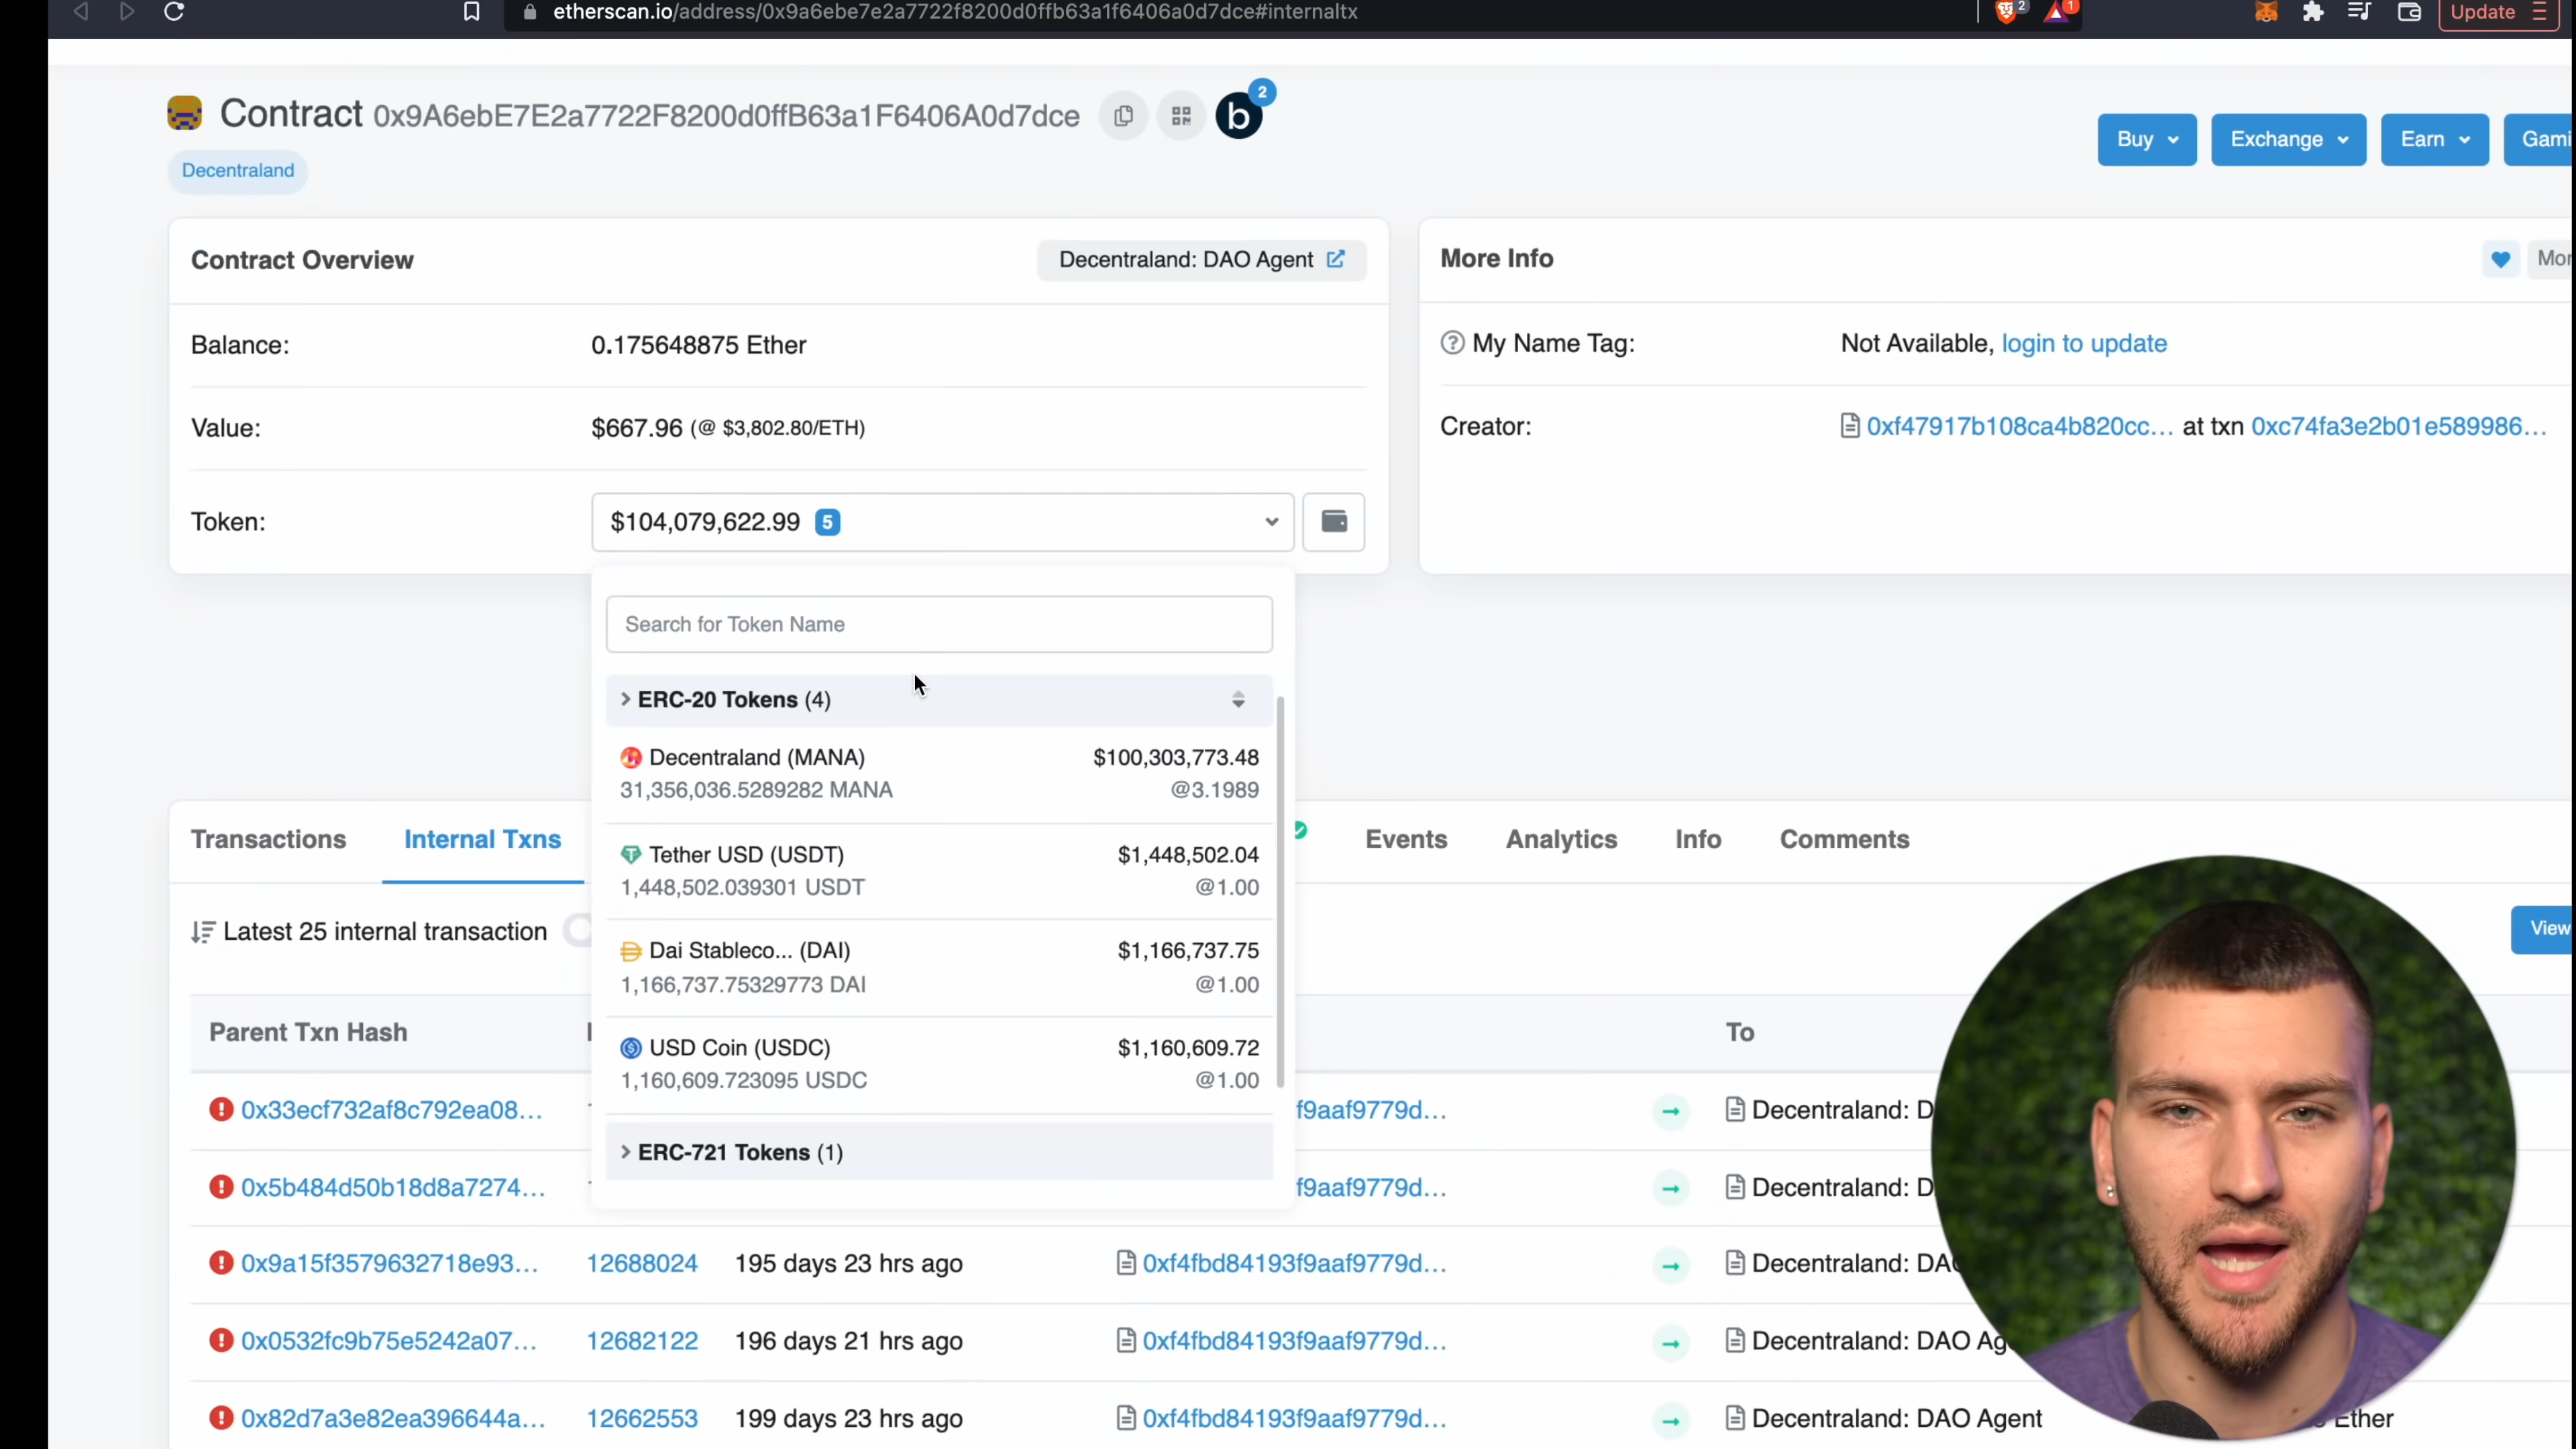 etherscan.io/address/0x9a6ebe7e2a7722f8200d0ffb63a1f6406a0d7dce#internaltx
2
1
Update
Contract 0x9A6ebE7E2a7722F8200d0ffB63a1F6406A0d7dce
b
2
Decentraland
Buy
Exchange
Earn
Gami
Contract Overview
Decentraland: DAO Agent
Balance:
0.175648875 Ether
Value:
$667.96 (@ $3,802.80/ETH)
Token:
$104,079,622.99 5
More Info
Mor
My Name Tag:
Not Available, login to update
Creator:
0xf47917b108ca4b820cc... at txn 0xc74fa3e2b01e589986...
Search for Token Name
ERC-20 Tokens (4)
Decentraland (MANA) $100,303,773.48
31,356,036.5289282 MANA @3.1989
Tether USD (USDT) $1,448,502.04
1,448,502.039301 USDT @1.00
Dai Stableco... (DAI) $1,166,737.75
1,166,737.75329773 DAI @1.00
USD Coin (USDC) $1,160,609.72
1,160,609.723095 USDC @1.00
ERC-721 Tokens (1)
Transactions Internal Txns Events Analytics Info Comments
Latest 25 internal transaction
View
Parent Txn Hash To
0x33ecf732af8c792ea08... f9aaf9779d... Decentraland: D
0x5b484d50b18d8a7274... f9aaf9779d... Decentraland: D
0x9a15f3579632718e93... 12688024 195 days 23 hrs ago 0xf4fbd84193f9aaf9779d... Decentraland: DAO
0x0532fc9b75e5242a07... 12682122 196 days 21 hrs ago 0xf4fbd84193f9aaf9779d... Decentraland: DAO Ag
0x82d7a3e82ea396644a... 12662553 199 days 23 hrs ago 0xf4fbd84193f9aaf9779d... Decentraland: DAO Agent Ether